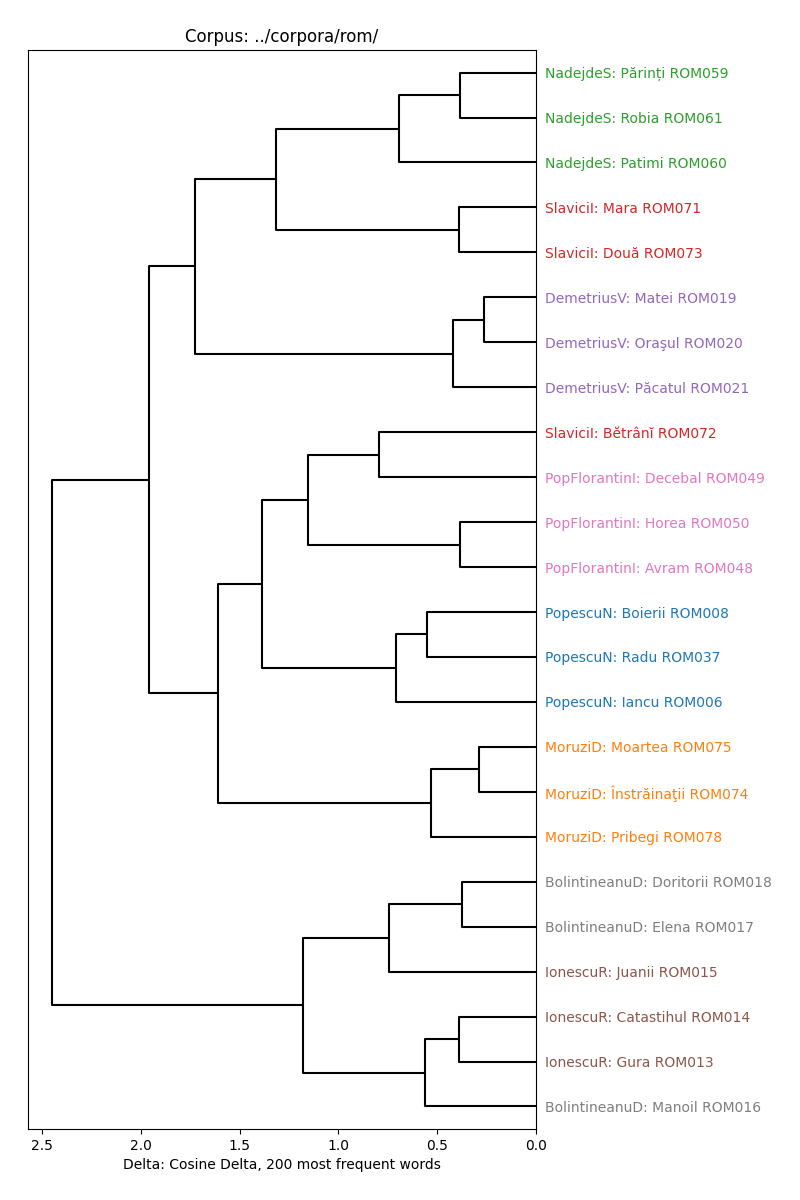 Corpus: ../corpora/rom/
NadejdeS: Părinți ROM059
NadejdeS: Robia ROM061
NadejdeS: Patimi ROM060
SlaviciI: Mara ROM071
SlaviciI: Două ROM073
DemetriusV: Matei ROM019
DemetriusV: Oraşul ROM020
DemetriusV: Păcatul ROM021
SlaviciI: Bĕtrânĭ ROM072
PopFlorantinI: Decebal ROM049
PopFlorantinI: Horea ROM050
PopFlorantinI: Avram ROM048
PopescuN: Boierii ROM008
PopescuN: Radu ROM037
PopescuN: Iancu ROM006
MoruziD: Moartea ROM075
MoruziD: Înstrăinaţii ROM074
MoruziD: Pribegi ROM078
BolintineanuD: Doritorii ROM018
BolintineanuD: Elena ROM017
IonescuR: Juanii ROM015
IonescuR: Catastihul ROM014
IonescuR: Gura ROM013
BolintineanuD: Manoil ROM016
2.5 2.0 1.5 1.0 0.5 0.0
Delta: Cosine Delta, 200 most frequent words